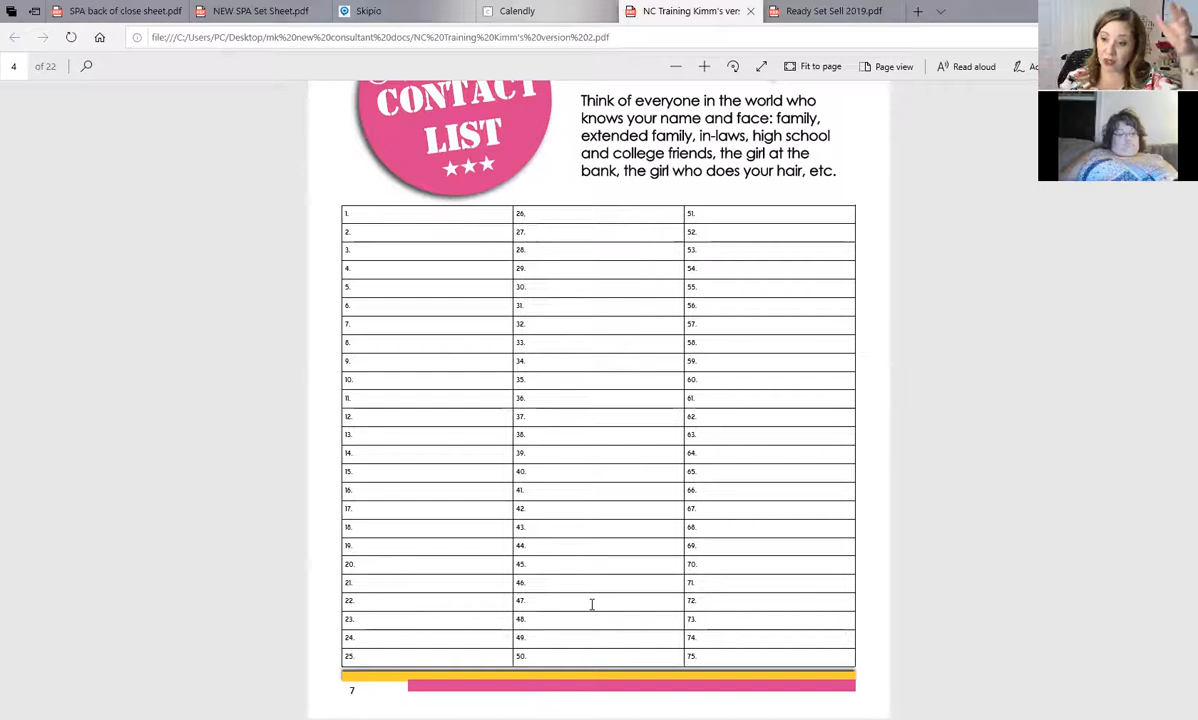 SPA back of close sheet.pdf
NEW SPA Set Sheet.pdf
Skipio
C
Calendly
NC Training Kimm's ver:
Ready Set Sell 2019.pdf
file:///C:/Users/PC/Desktop/mk%20new%20consultant%20docs/NC%20Training%20Kimm's%20version%202.pdf
4 of 22
Fit to page
Page view
Read aloud
CONTACT
LIST
Think of everyone in the world who
knows your name and face: family,
extended family, in-laws, high school
and college friends, the girl at the
bank, the girl who does your hair, etc.
1. 26. 51.
2. 27. 52.
3. 28. 53.
4. 29. 54.
5. 30. 55.
6. 31. 56.
7. 32. 57.
8. 33. 58.
9. 34. 59.
10. 35. 60.
11. 36. 61.
12. 37. 62.
13. 38. 63.
14. 39. 64.
15. 40. 65.
16. 41. 66.
17. 42. 67.
18. 43. 68.
19. 44. 69.
20. 45. 70.
21. 46. 71.
22. 47. 72.
23. 48. 73.
24. 49. 74.
25. 50. 75.
7